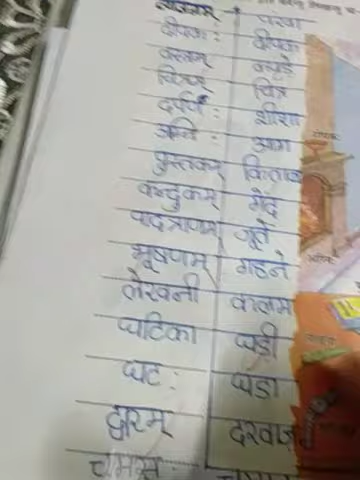 व्यजनम् पंखा
दीपकः दीपक
वस्त्रम् कपड़े
चित्रम् चित्र
दर्पणः शीशा
अग्निः आग
पुस्तकम् किताब
कन्दुकम् गेंद
पादत्राणम् जूते
भूषणम् गहने
लेखनी कलम
घटिका घड़ी
घटः घडा
द्वारम् दरवाज़